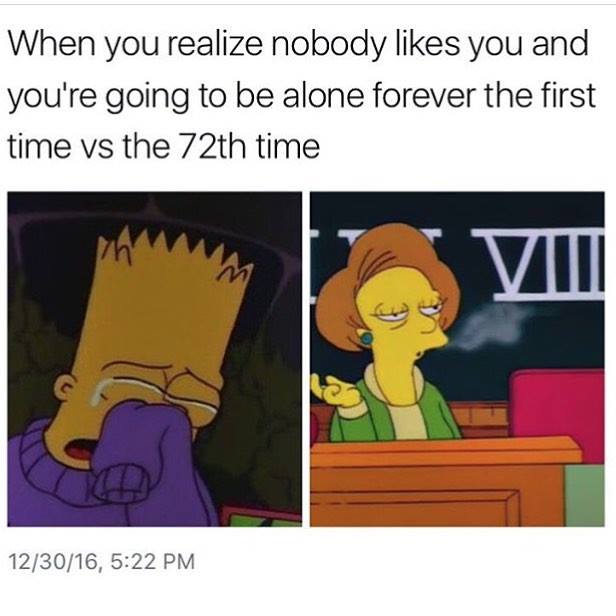 When you realize nobody likes you and
you're going to be alone forever the first
time vs the 72th time
VIII
12/30/16, 5:22 PM